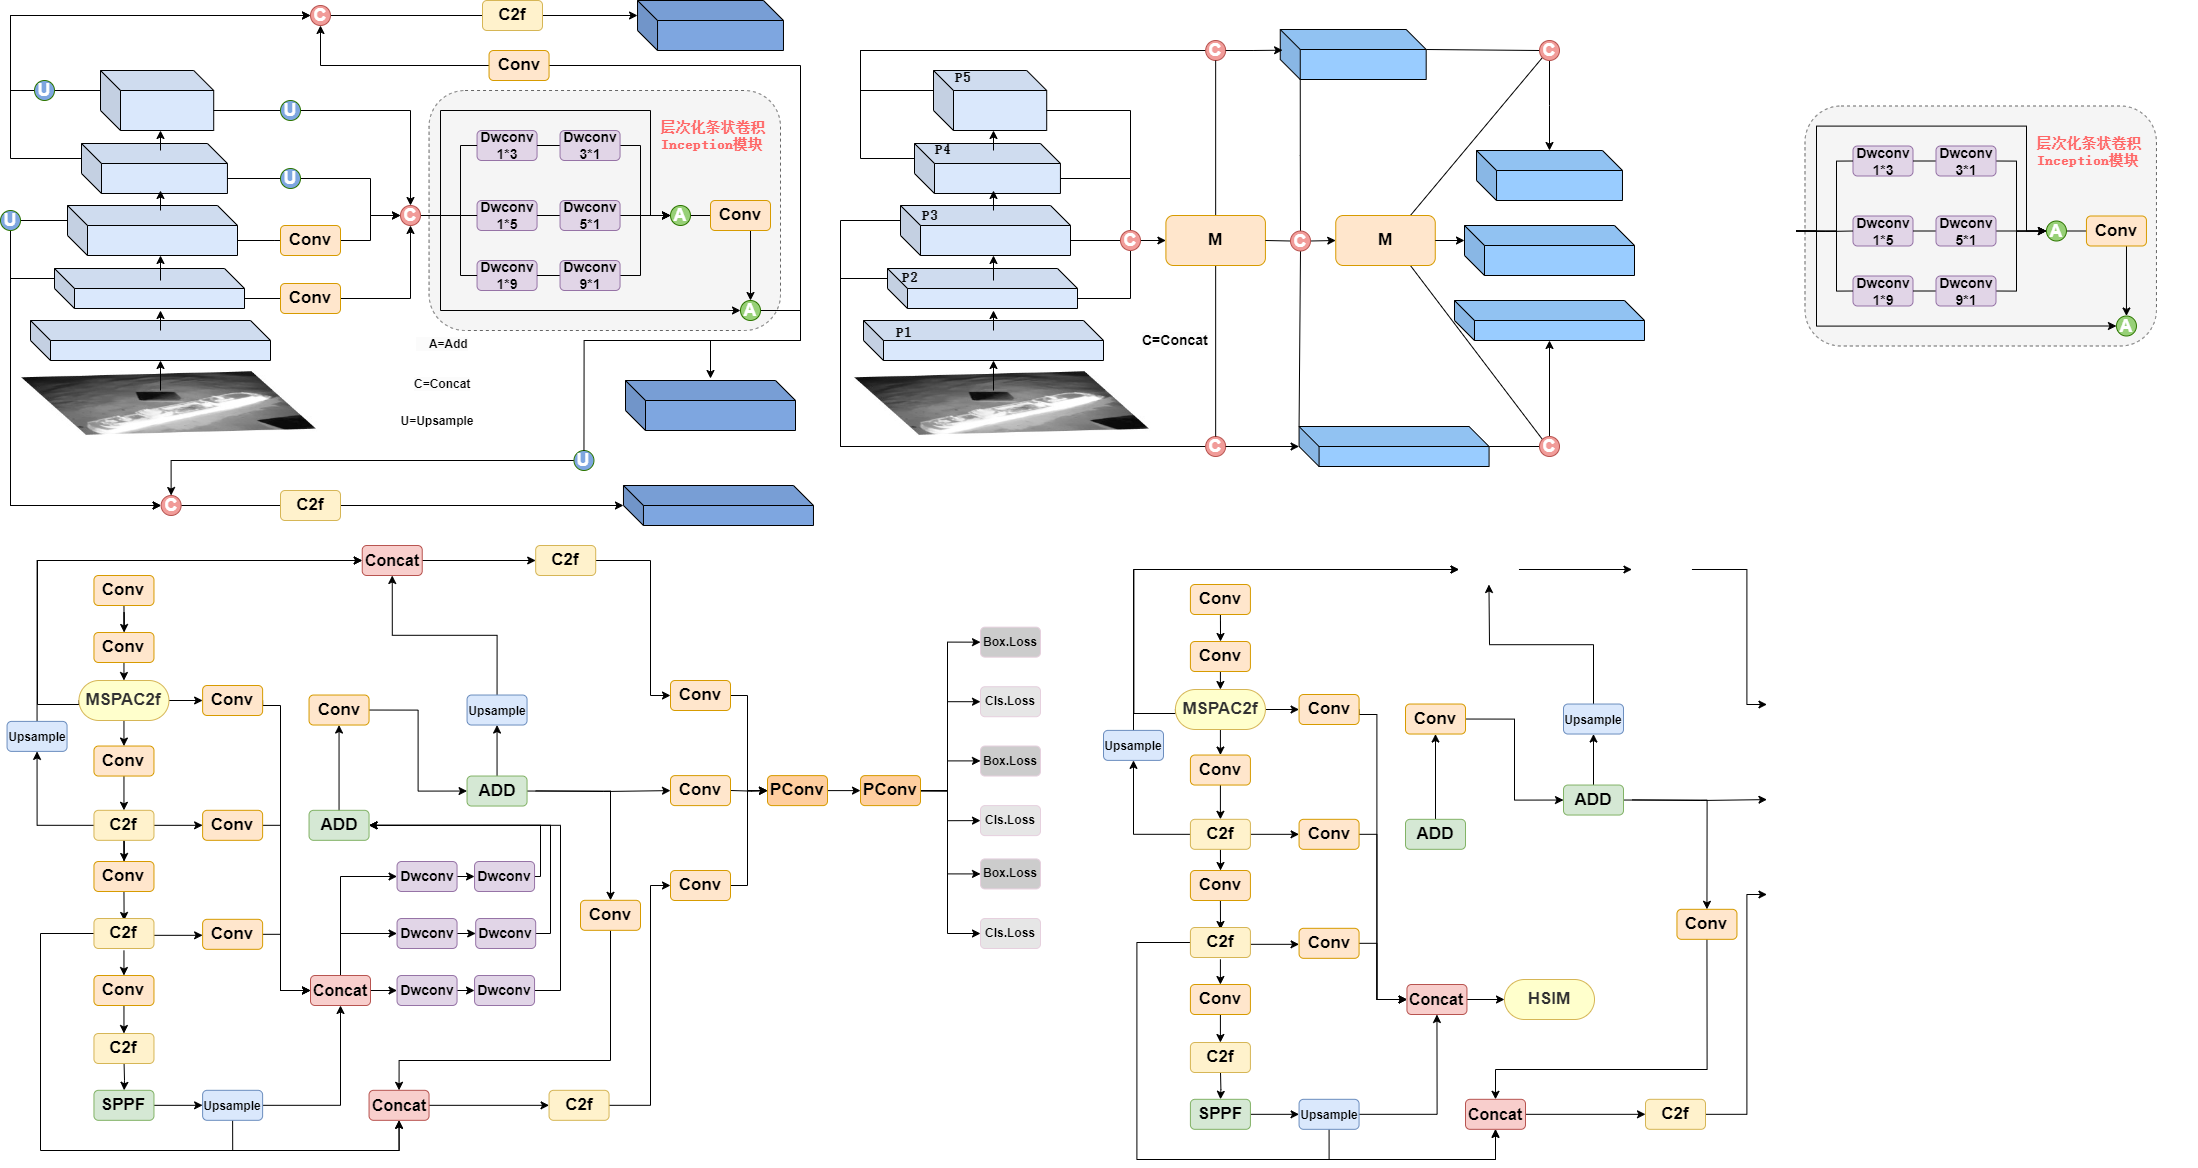 C
C2f
Conv
U
U
U
U
Conv
Conv
C
层次化条状卷积
Inception模块
Dwconv
1*3
Dwconv
3*1
Dwconv
1*5
Dwconv
5*1
Dwconv
1*9
Dwconv
9*1
A
Conv
A
A=Add
C=Concat
U=Upsample
U
C
C2f
P5
P4
P3
P2
P1
C
C
C
M
C
M
C
C
C
C=Concat
层次化条状卷积
Inception模块
Dwconv
1*3
Dwconv
3*1
Dwconv
1*5
Dwconv
5*1
Dwconv
1*9
Dwconv
9*1
A
Conv
A
Concat
C2f
Conv
Conv
MSPAC2f
Conv
Upsample
Conv
C2f
Conv
Conv
C2f
Conv
Conv
C2f
SPPF
Upsample
Conv
ADD
Upsample
ADD
Dwconv
Dwconv
Dwconv
Dwconv
Concat
Dwconv
Dwconv
Conv
Concat
C2f
Conv
Conv
Conv
PConv
PConv
Box.Loss
Cls.Loss
Box.Loss
Cls.Loss
Box.Loss
Cls.Loss
Conv
Conv
MSPAC2f
Conv
Upsample
Conv
C2f
Conv
Conv
C2f
Conv
Conv
C2f
SPPF
Upsample
Conv
ADD
Upsample
ADD
Conv
Concat
HSIM
Concat
C2f